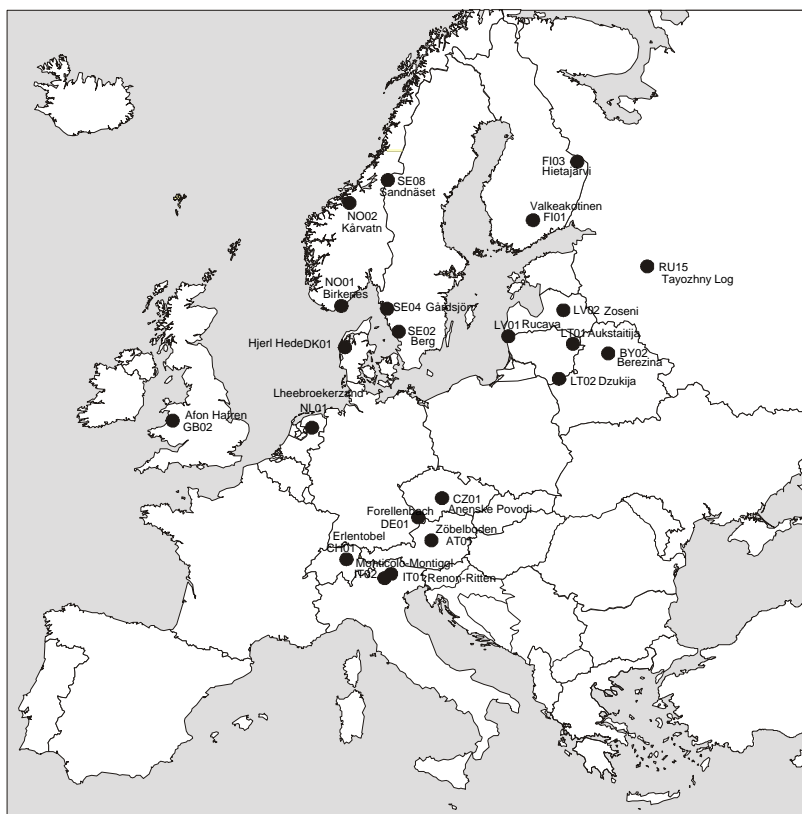 FI03
Hietajärvi
SE08
Sandnäset
Valkeakotinen
FI01
NO02
Kårvatn
RU15
Tayozhny Log
NO01
Birkenes
SE04 Gårdsjön
LV02 Zoseni
Rucava
LV01
SE02
Berg
LT01 Aukstaitija
Hjerl Hede DK01
BY02
Berezina
LT02 Dzukija
Lheebroekerzand
NL01
Afon Hafren
GB02
CZ01
Anenske Povodi
Forellenbach
DE01
Zöbelboden
AT01
Erlentobel
CH01
Monticolo-Montiggl
IT02
IT01 Renon-Ritten